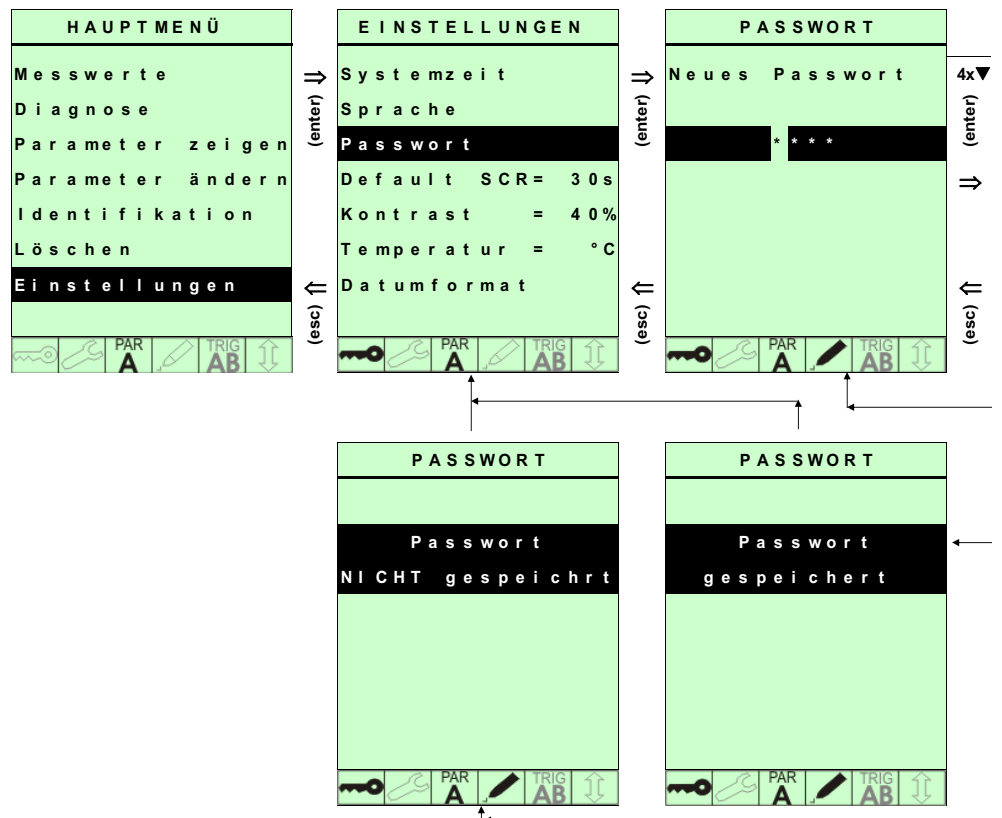 HAUPTMENÜ
Messwerte
Diagnose
Parameter zeigen
Parameter ändern
Identifikation
Löschen
Einstellungen
PAR A
TRIG AB
⇒
(enter)
⇐
(esc)
EINSTELLUNGEN
Systemzeit
Sprache
Passwort
Default SCR= 30s
Kontrast = 40%
Temperatur = °C
Datumformat
PAR A
TRIG AB
⇒
(enter)
⇐
(esc)
PASSWORT
Neues Passwort
****
PAR A
TRIG AB
4x▼
(enter)
⇒
⇐
(esc)
PASSWORT
Passwort
NICHT gespeichrt
PAR A
TRIG AB
PASSWORT
Passwort
gespeichert
PAR A
TRIG AB